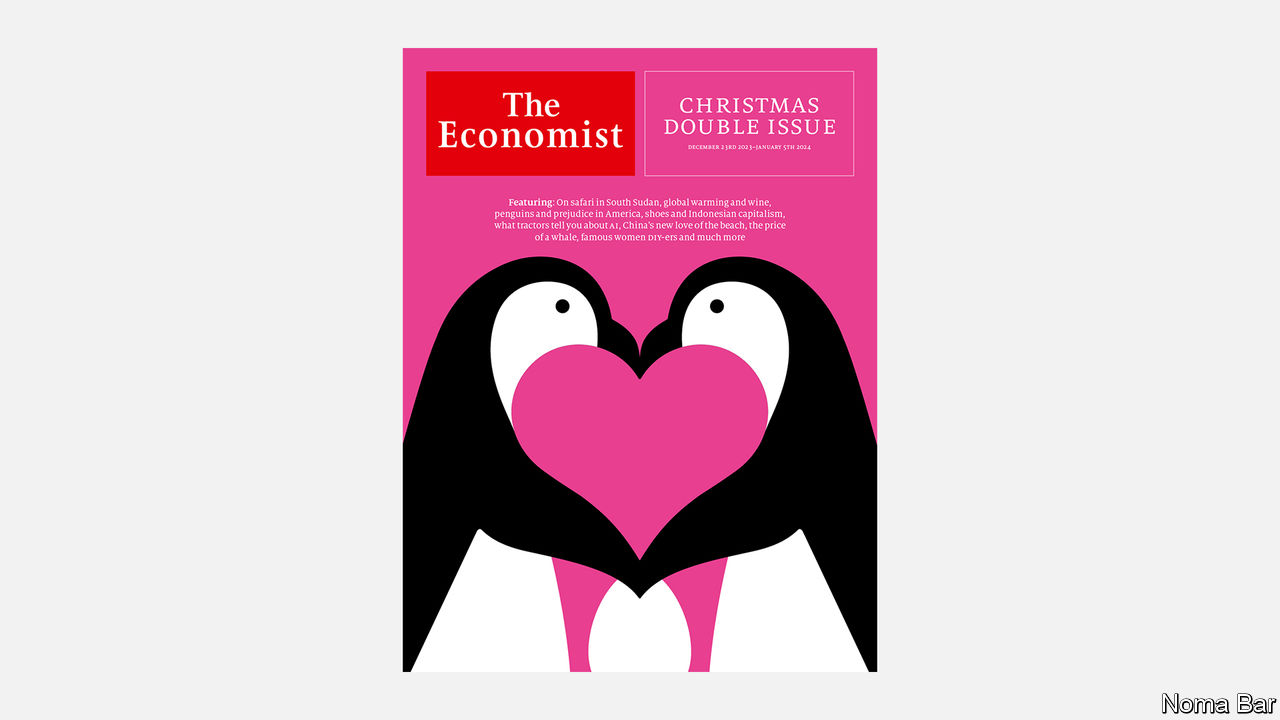 The
Economist
CHRISTMAS
DOUBLE ISSUE
DECEMBER 23RD 2023–JANUARY 5TH 2024
Featuring: On safari in South Sudan, global warming and wine,
penguins and prejudice in America, shoes and Indonesian capitalism,
what tractors tell you about AI, China's new love of the beach, the price
of a whale, famous women DIY-ers and much more
Noma Bar